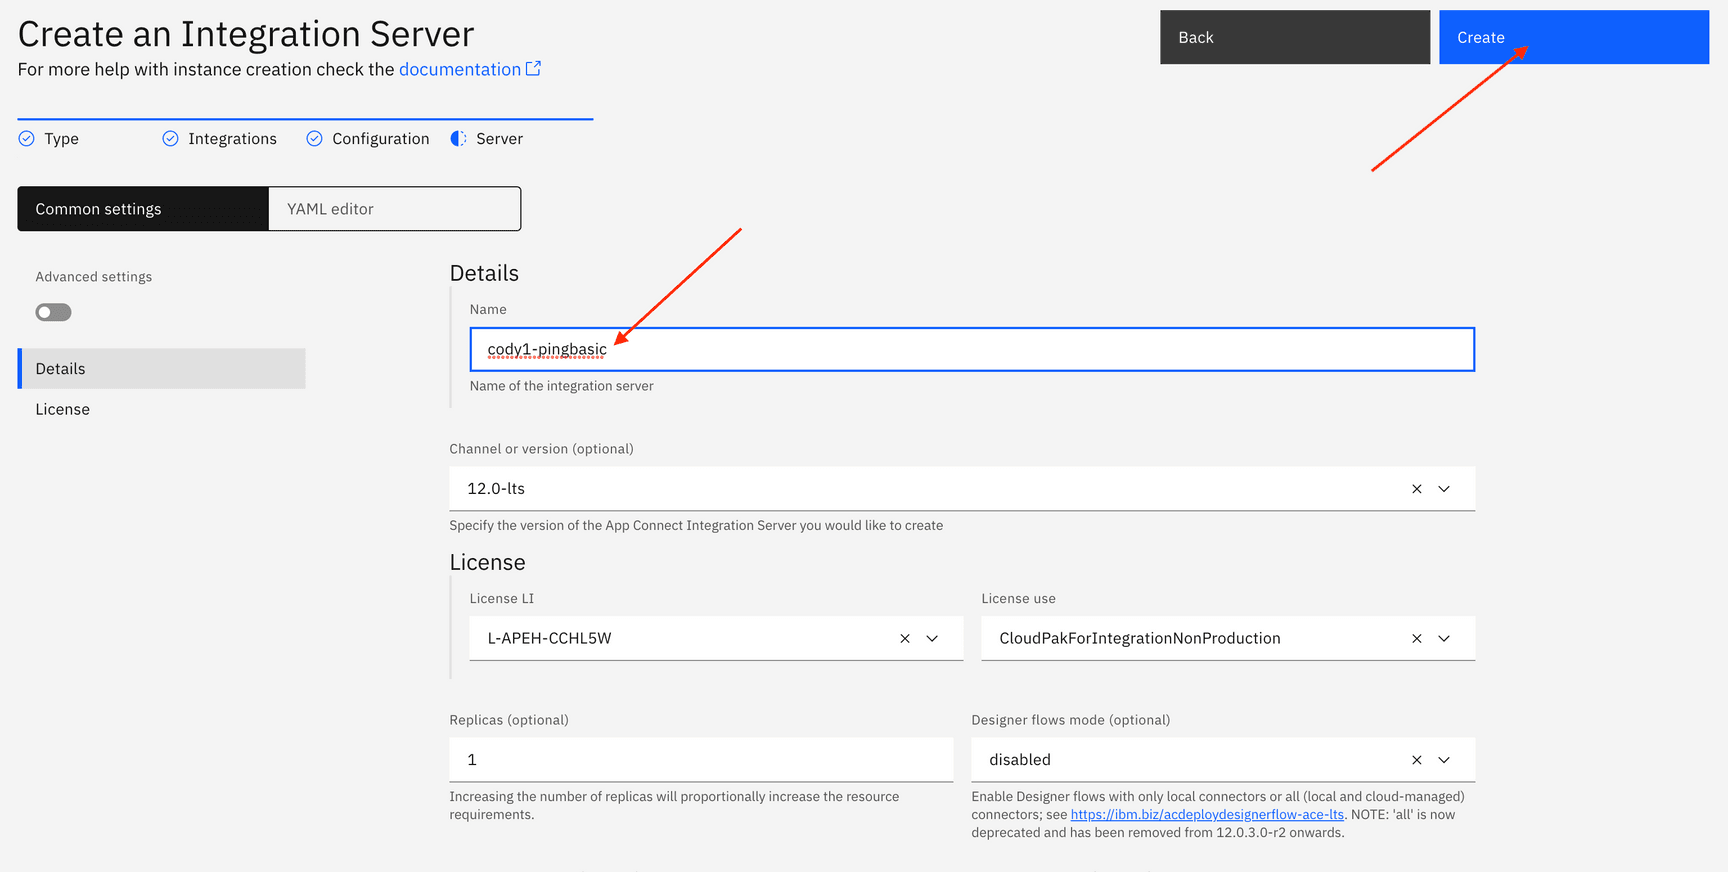 Create an Integration Server
For more help with instance creation check the documentation
Back
Create
Type
Integrations
Configuration
Server
Common settings
YAML editor
Advanced settings
Details
License
Details
Name
cody1-pingbasic
Name of the integration server
Channel or version (optional)
12.0-lts
Specify the version of the App Connect Integration Server you would like to create
License
License LI
License use
L-APEH-CCHL5W
CloudPakForIntegrationNonProduction
Replicas (optional)
Designer flows mode (optional)
1
disabled
Increasing the number of replicas will proportionally increase the resource
requirements.
Enable Designer flows with only local connectors or all (local and cloud-managed)
connectors; see https://ibm.biz/acdeploydesignerflow-ace-lts. NOTE: 'all' is now
deprecated and has been removed from 12.0.3.0-r2 onwards.